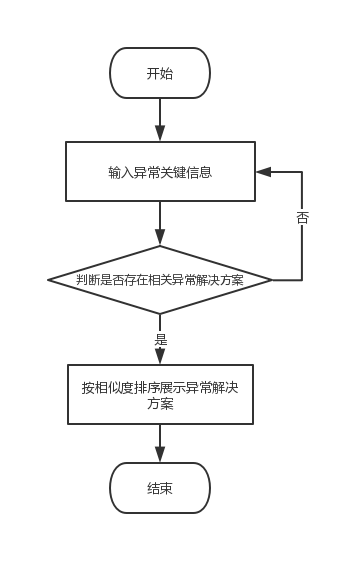 开始
输入异常关键信息
否
判断是否存在相关异常解决方案
是
按相似度排序展示异常解决
方案
结束